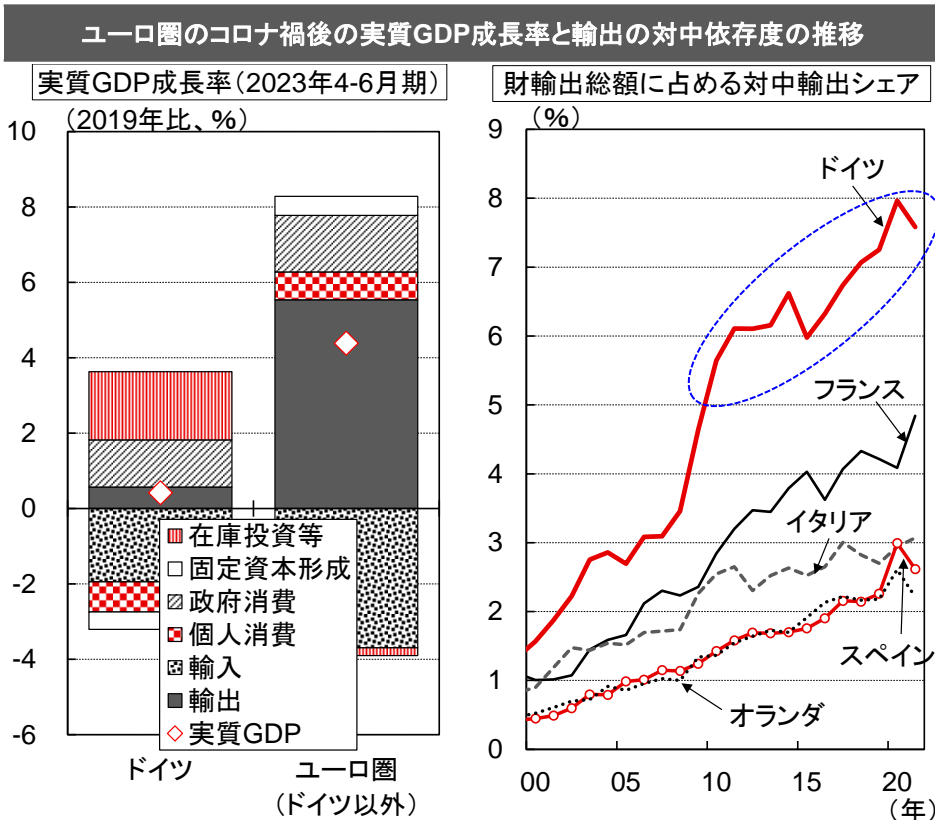 ユーロ圏のコロナ禍後の実質GDP成長率と輸出の対中依存度の推移
実質GDP成長率(2023年4-6月期)
(2019年比、%)
10
8
6
4
2
0
-2
-4
-6
在庫投資等
固定資本形成
政府消費
個人消費
輸入
輸出
実質GDP
ドイツ
ユーロ圏
(ドイツ以外)
財輸出総額に占める対中輸出シェア
(%)
9
8
7
6
5
4
3
2
1
0
ドイツ
フランス
イタリア
スペイン
オランダ
00
05
10
15
20
(年)